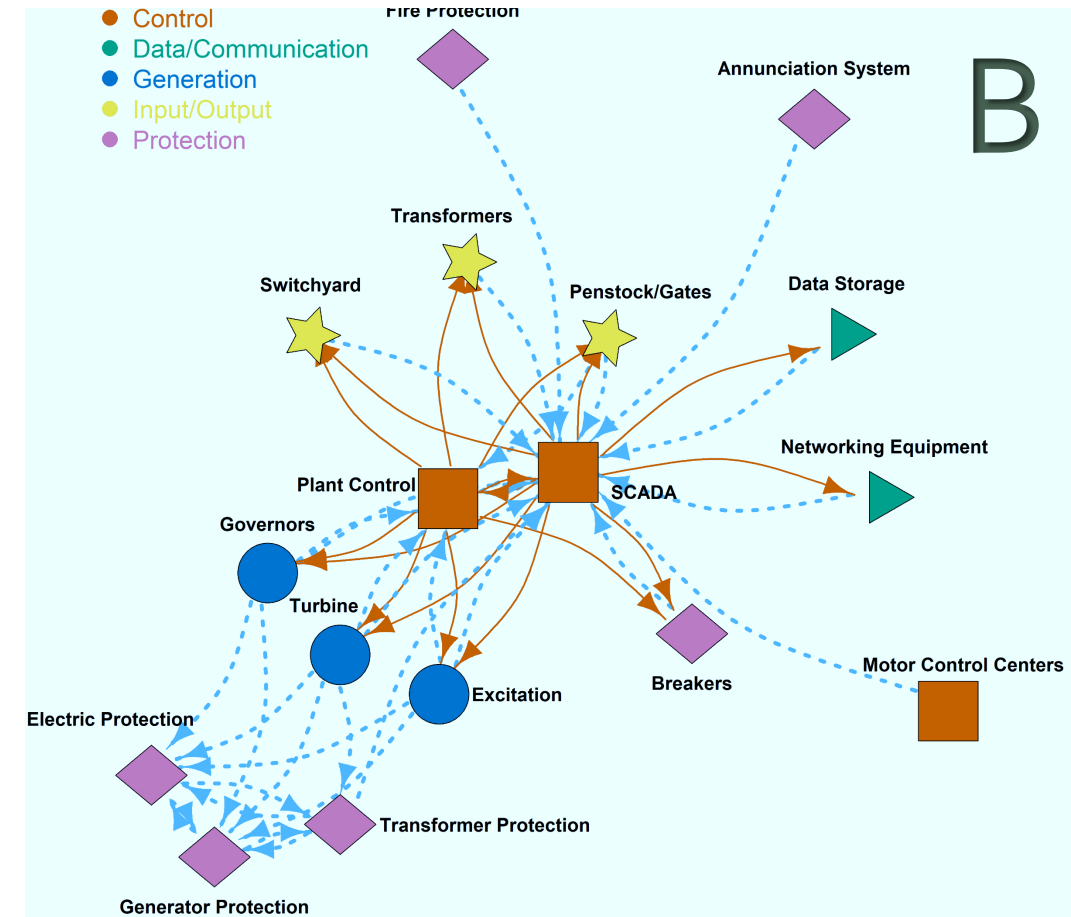 Fire Protection
Control
Data/Communication
Generation
Input/Output
Protection
Annunciation System
B
Transformers
Switchyard
Penstock/Gates
Data Storage
Networking Equipment
Plant Control
SCADA
Governors
Turbine
Excitation
Breakers
Motor Control Centers
Electric Protection
Transformer Protection
Generator Protection